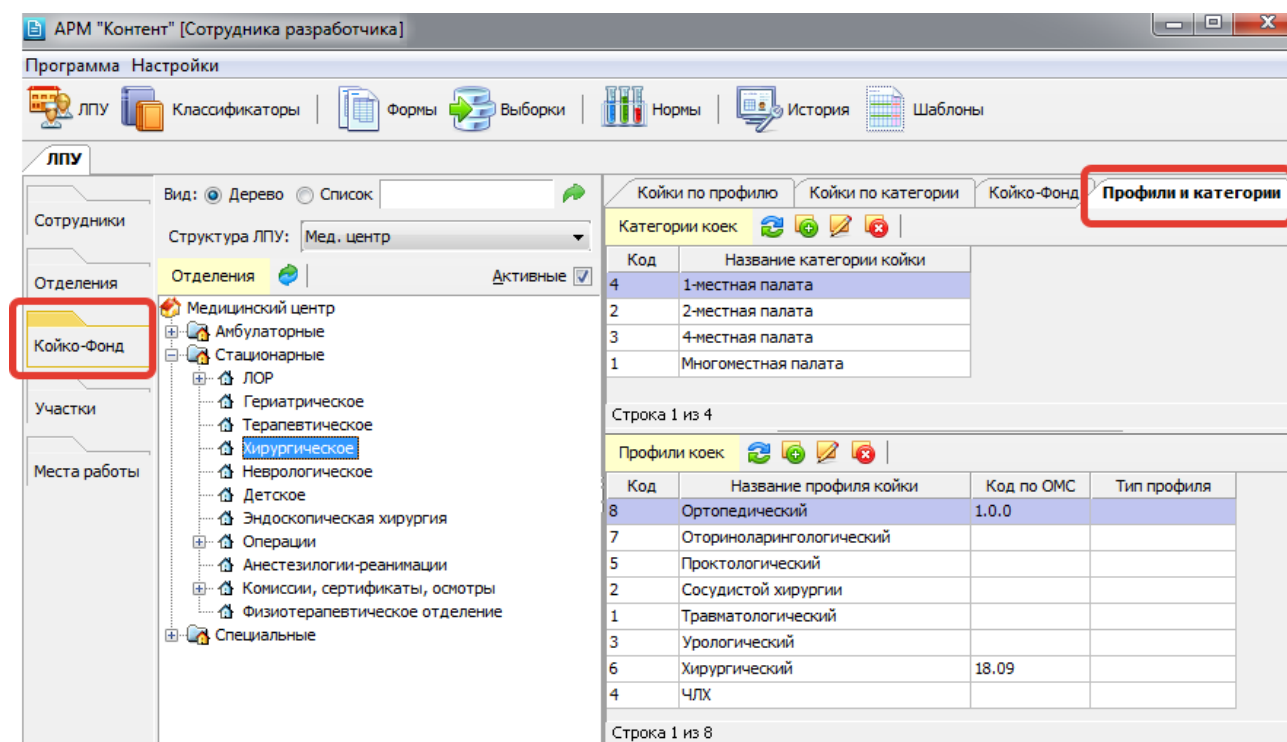 АРМ "Контент" [Сотрудника разработчика]
Программа Настройки
ЛПУ Классификаторы Формы Выборки Нормы История Шаблоны
ЛПУ
Сотрудники
Отделения
Койко-Фонд
Участки
Места работы
Вид: Дерево Список
Структура ЛПУ: Мед. центр
Отделения Активные
Медицинский центр
Амбулаторные
Стационарные
ЛОР
Гериатрическое
Терапевтическое
Хирургическое
Неврологическое
Детское
Эндоскопическая хирургия
Операции
Анестезилогии-реанимации
Комиссии, сертификаты, осмотры
Физиотерапевтическое отделение
Специальные
Койки по профилю Койки по категории Койко-Фонд Профили и категории
Категории коек
Код Название категории койки
4 1-местная палата
2 2-местная палата
3 4-местная палата
1 Многоместная палата
Строка 1 из 4
Профили коек
Код Название профиля койки Код по ОМС Тип профиля
8 Ортопедический 1.0.0
7 Оториноларингологический
5 Проктологический
2 Сосудистой хирургии
1 Травматологический
3 Урологический
6 Хирургический 18.09
4 ЧЛХ
Строка 1 из 8